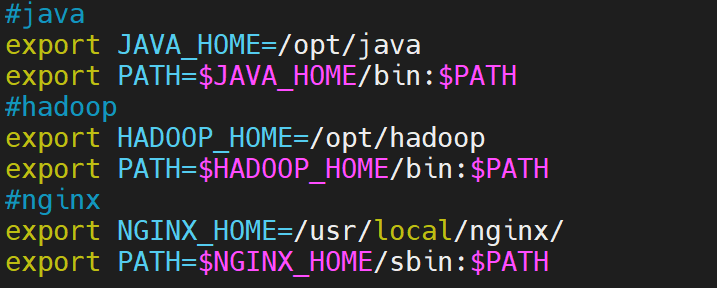 #java
export JAVA_HOME=/opt/java
export PATH=$JAVA_HOME/bin:$PATH
#hadoop
export HADOOP_HOME=/opt/hadoop
export PATH=$HADOOP_HOME/bin:$PATH
#nginx
export NGINX_HOME=/usr/local/nginx/
export PATH=$NGINX_HOME/sbin:$PATH